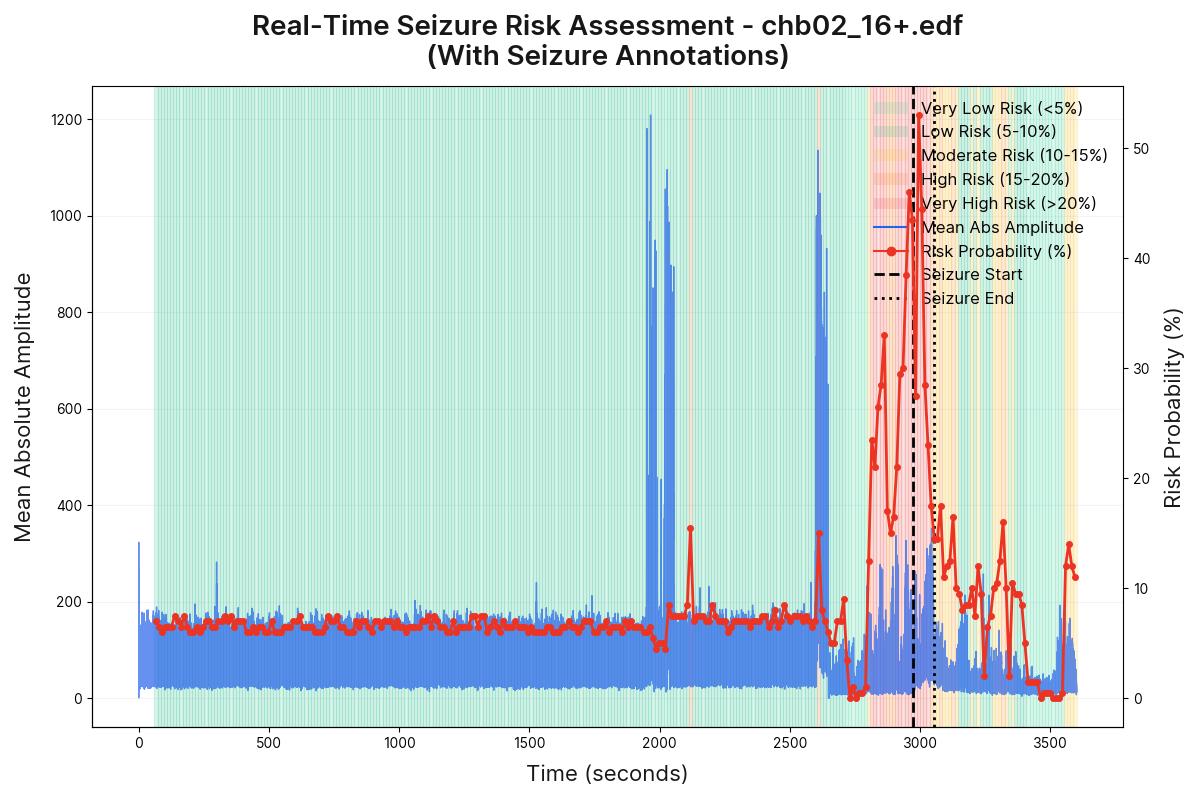 Real-Time Seizure Risk Assessment - chb02_16+.edf
(With Seizure Annotations)
Mean Absolute Amplitude
1200
1000
800
600
400
200
0
Very Low Risk (<5%)
Low Risk (5-10%)
Moderate Risk (10-15%)
High Risk (15-20%)
Very High Risk (>20%)
Mean Abs Amplitude
Risk Probability (%)
Seizure Start
Seizure End
50
40
30
20
10
0
Risk Probability (%)
0
500
1000
1500
2000
2500
3000
3500
Time (seconds)